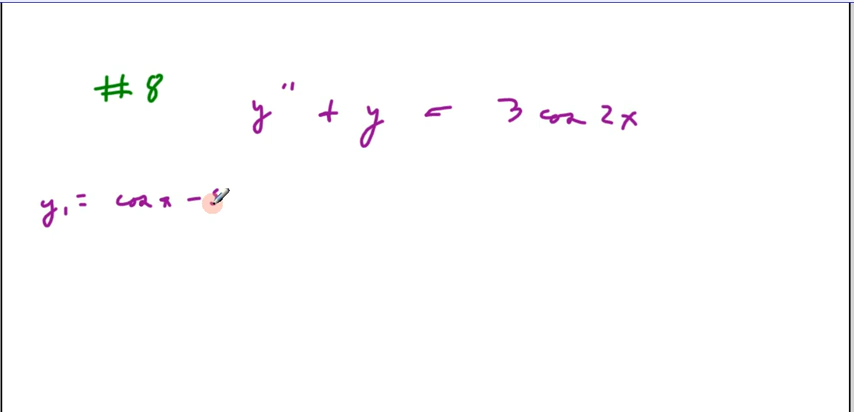 #8 y'' + y = 3 cos 2x
y₁ = cos x -